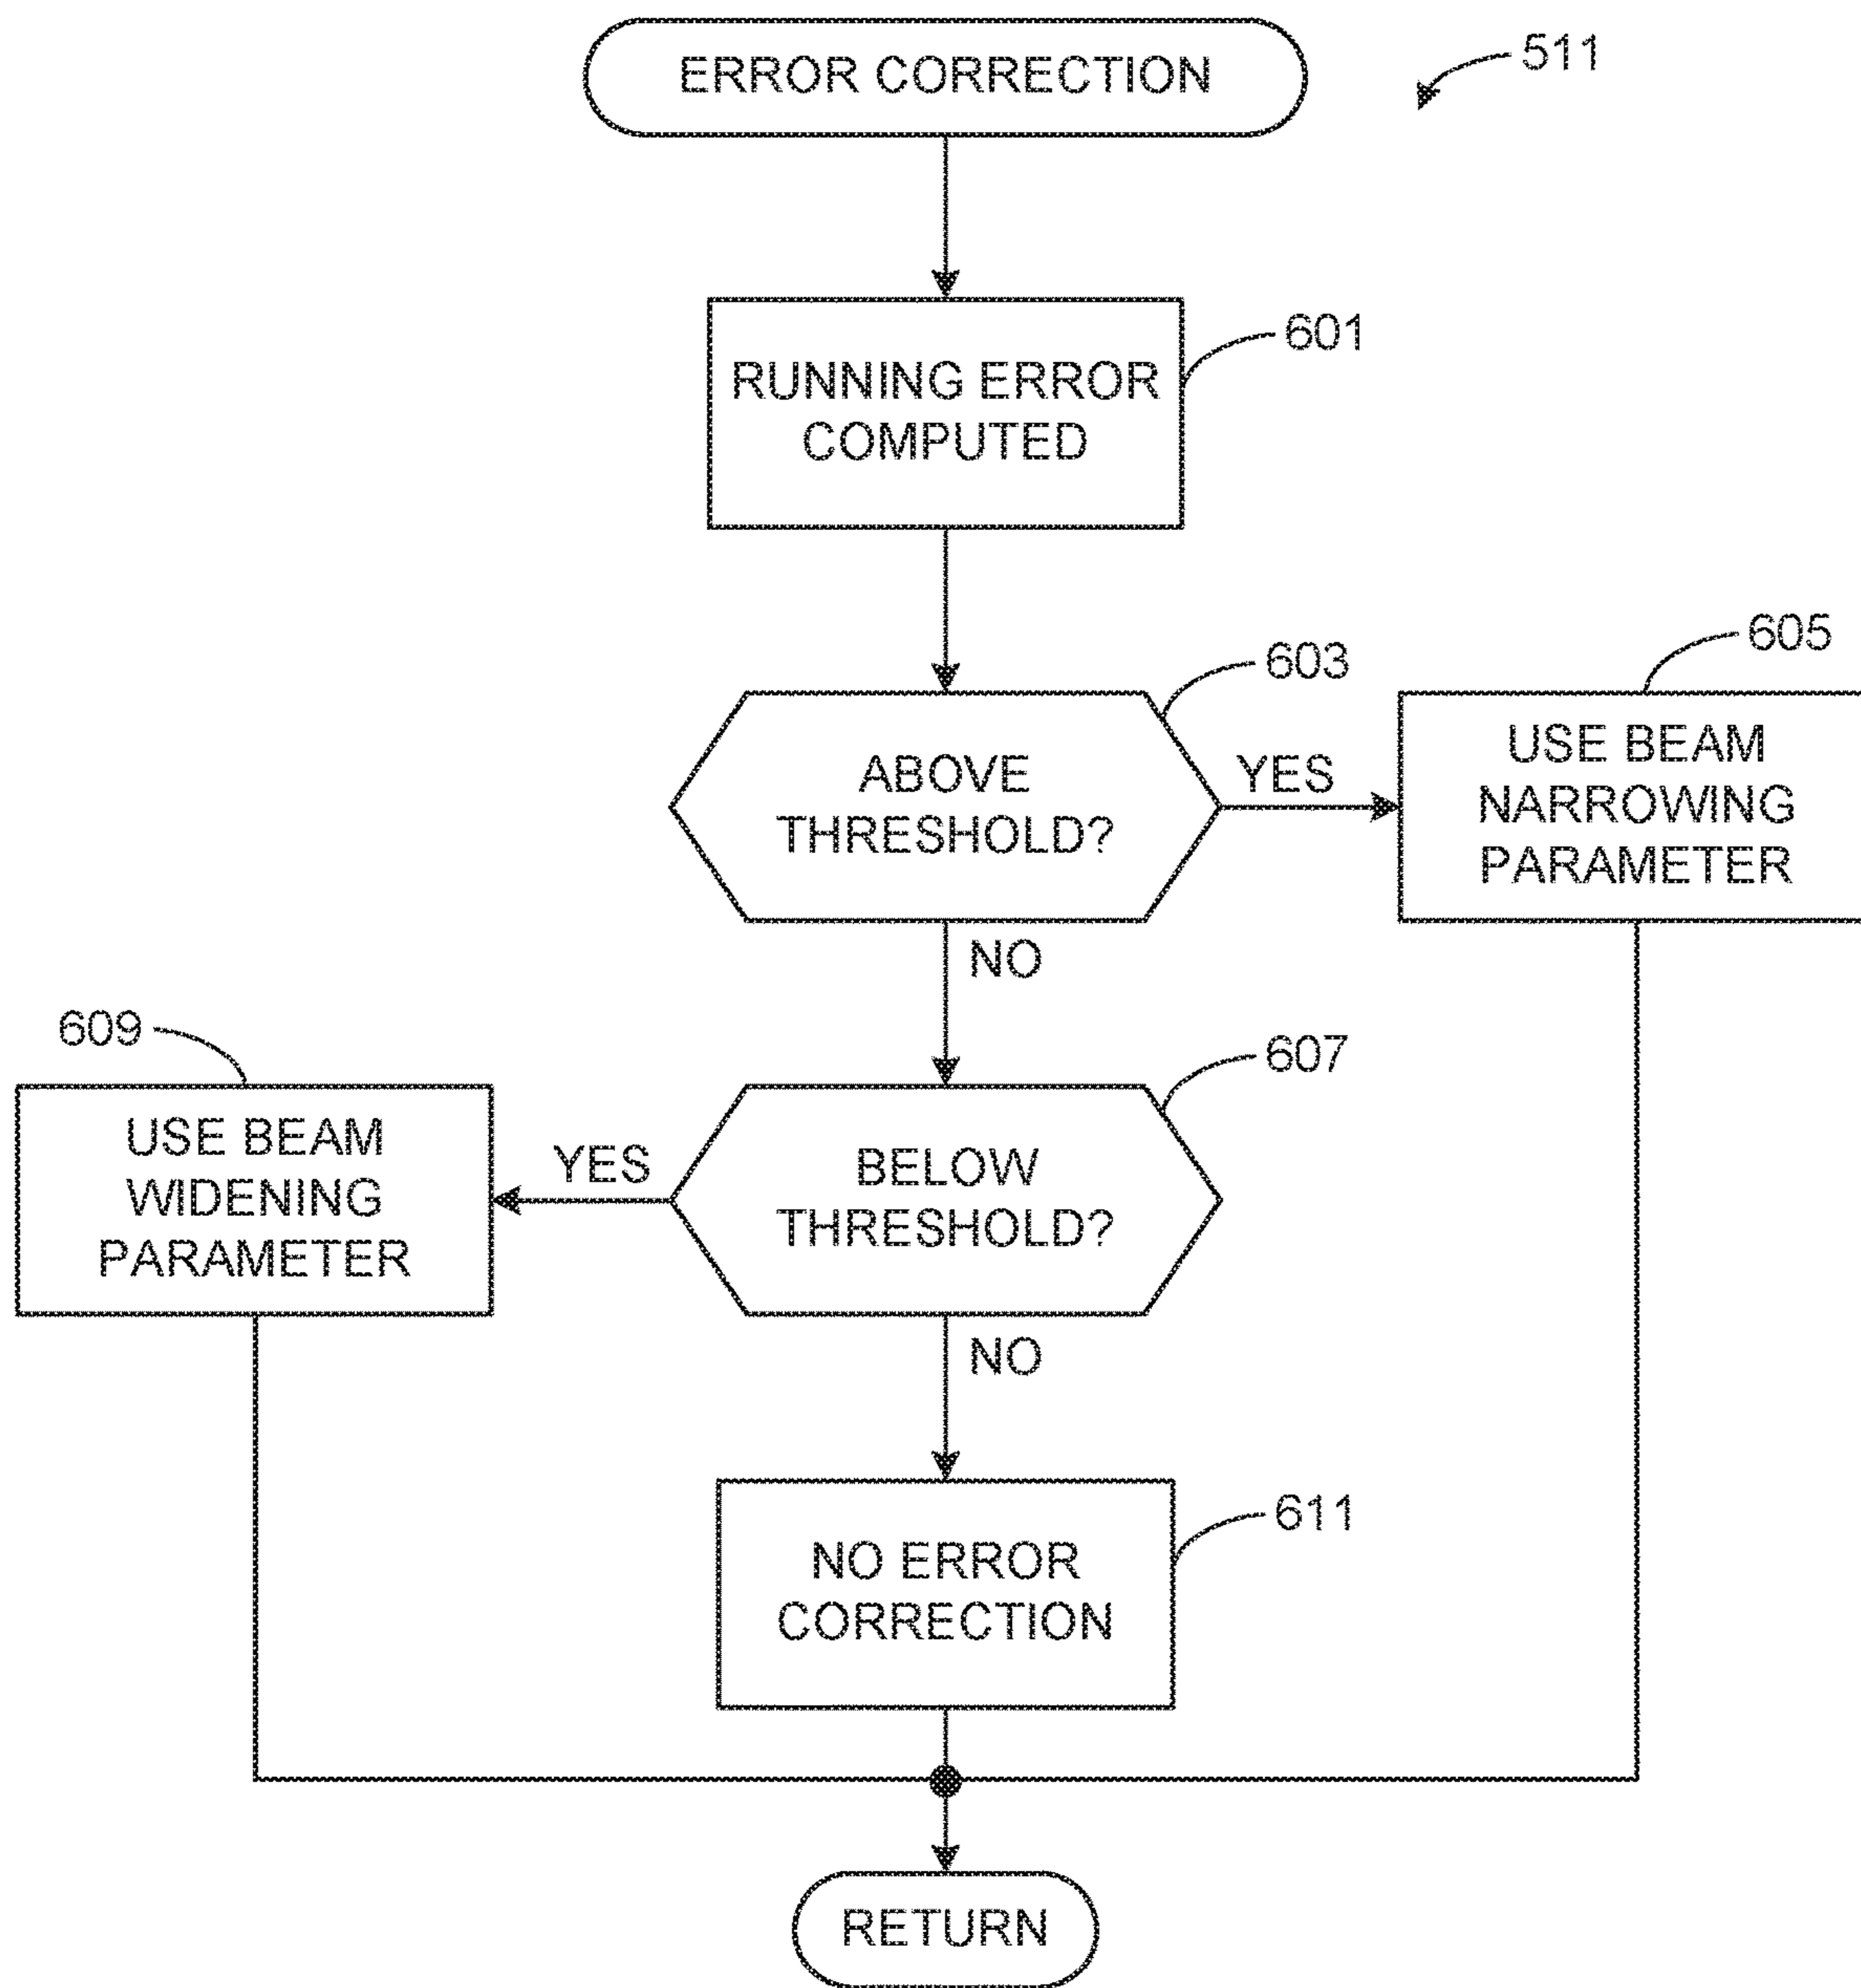 ERROR CORRECTION
511
601
RUNNING ERROR
COMPUTED
603
605
ABOVE
THRESHOLD?
YES
USE BEAM
NARROWING
PARAMETER
NO
609
607
USE BEAM
WIDENING
PARAMETER
YES
BELOW
THRESHOLD?
NO
611
NO ERROR
CORRECTION
RETURN